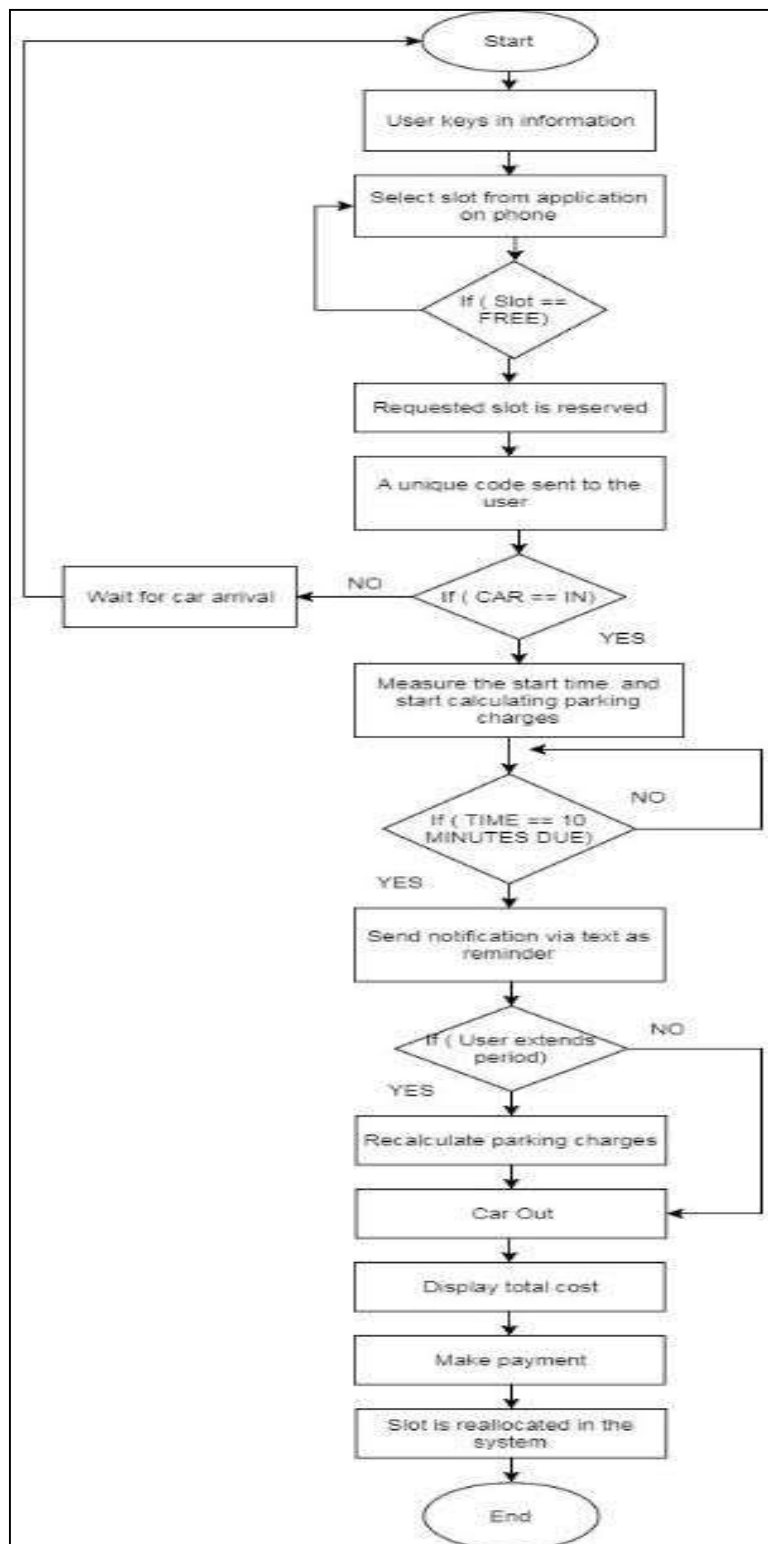 Start
User keys in information
Select slot from application
on phone
If ( Slot ==
FREE)
Requested slot is reserved
A unique code sent to the
user
NO
Wait for car arrival
If ( CAR == IN)
YES
Measure the start time and
start calculating parking
charges
NO
If ( TIME == 10
MINUTES DUE)
YES
Send notification via text as
reminder
NO
If ( User extends
period)
YES
Recalculate parking charges
Car Out
Display total cost
Make payment
Slot is reallocated in the
system
End